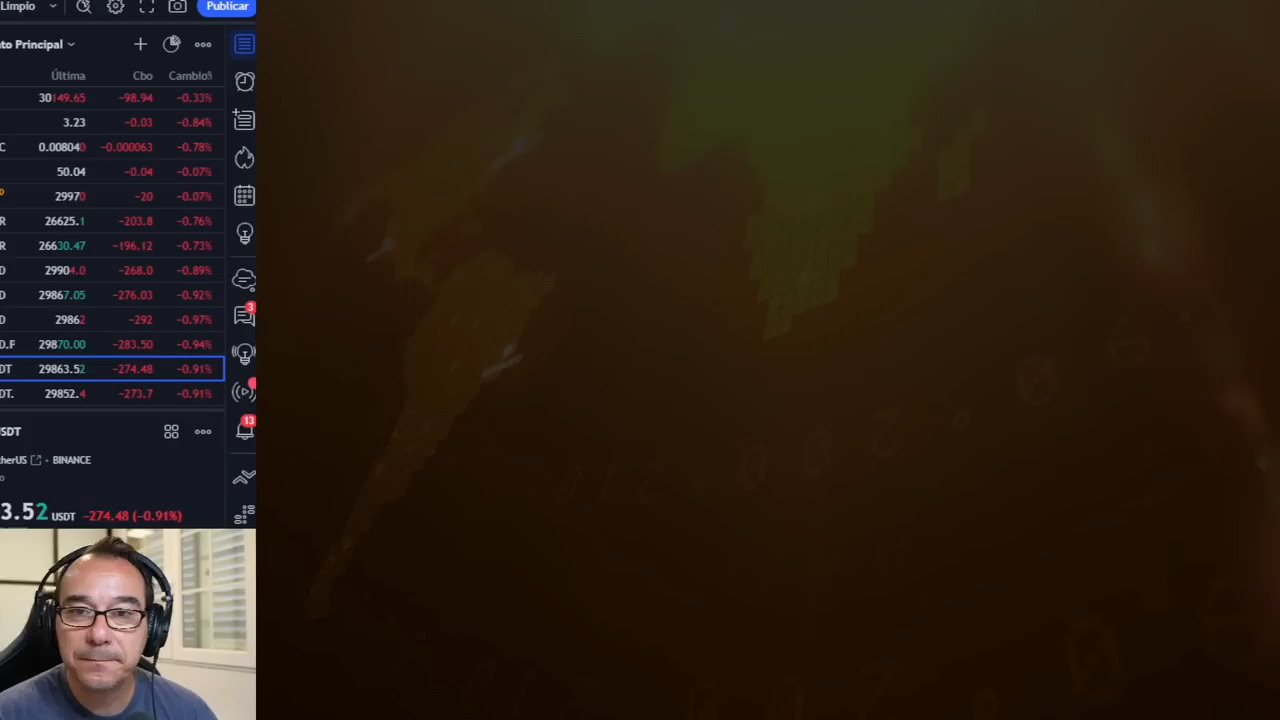 Limpio Publicar
to Principal
Última Cbo Cambio%
30149.65 −98.94 −0.33%
3.23 −0.03 −0.84%
C 0.008040 −0.000063 −0.78%
50.04 −0.04 −0.07%
29970 −20 −0.07%
R 26625.1 −203.8 −0.76%
R 26630.47 −196.12 −0.73%
D 29904.0 −268.0 −0.89%
D 29867.05 −276.03 −0.92%
D 29862 −292 −0.97%
3
D.F 29870.00 −283.50 −0.94%
DT 29863.52 −274.48 −0.91%
DT. 29852.4 −273.7 −0.91%
13
SDT
therUS · BINANCE
3.52 USDT −274.48 (−0.91%)